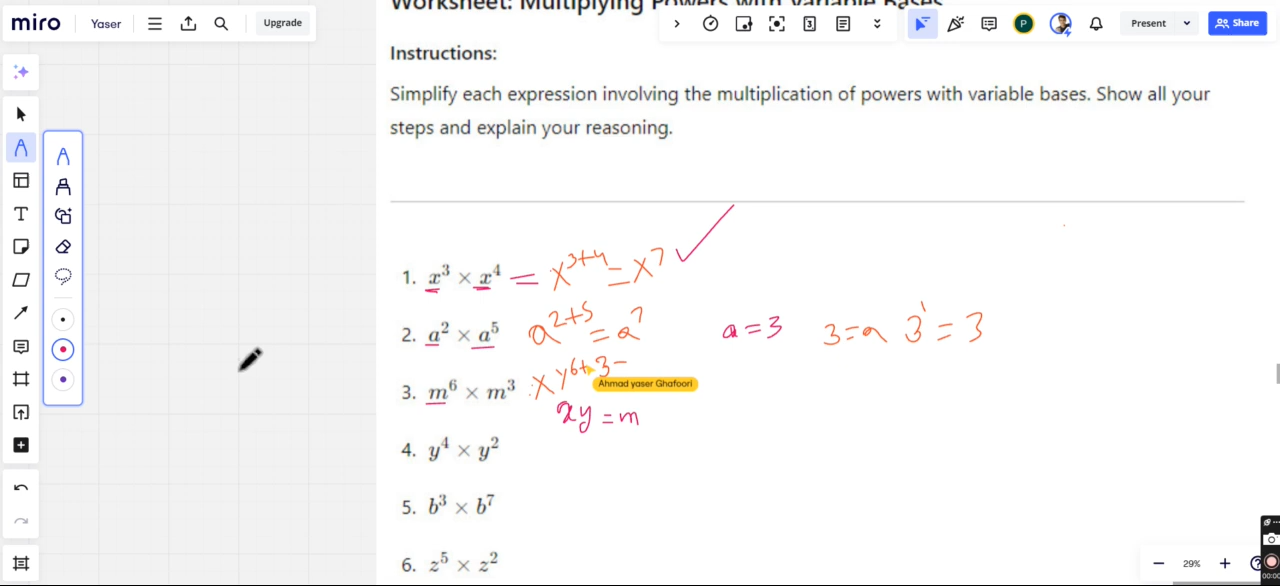 Worksheet: Multiplying Powers with Variable Bases
miro Yaser Upgrade 3 P Present Share
Instructions:
Simplify each expression involving the multiplication of powers with variable bases. Show all your
steps and explain your reasoning.
1. x³ × x⁴ = x³⁺⁴ = x⁷ ✓
2. a² × a⁵ a²⁺⁵ = a⁷ a = 3 3 = a 3¹ = 3
3. m⁶ × m³ x y⁶⁺³
Ahmad yaser Ghafoori
xy = m
4. y⁴ × y²
5. b³ × b⁷
6. z⁵ × z²
29%